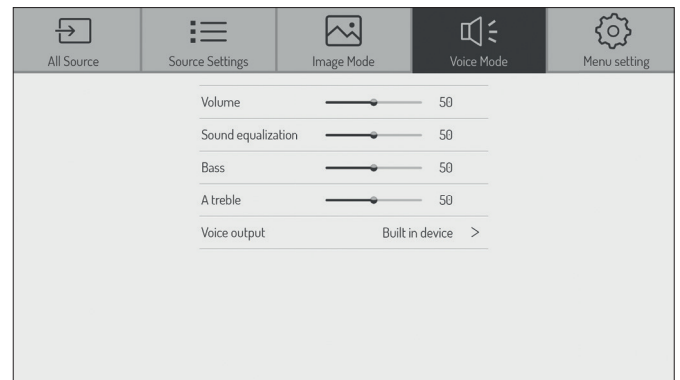 All Source
Source Settings
Image Mode
Voice Mode
Menu setting
Volume 50
Sound equalization 50
Bass 50
A treble 50
Voice output Built in device >